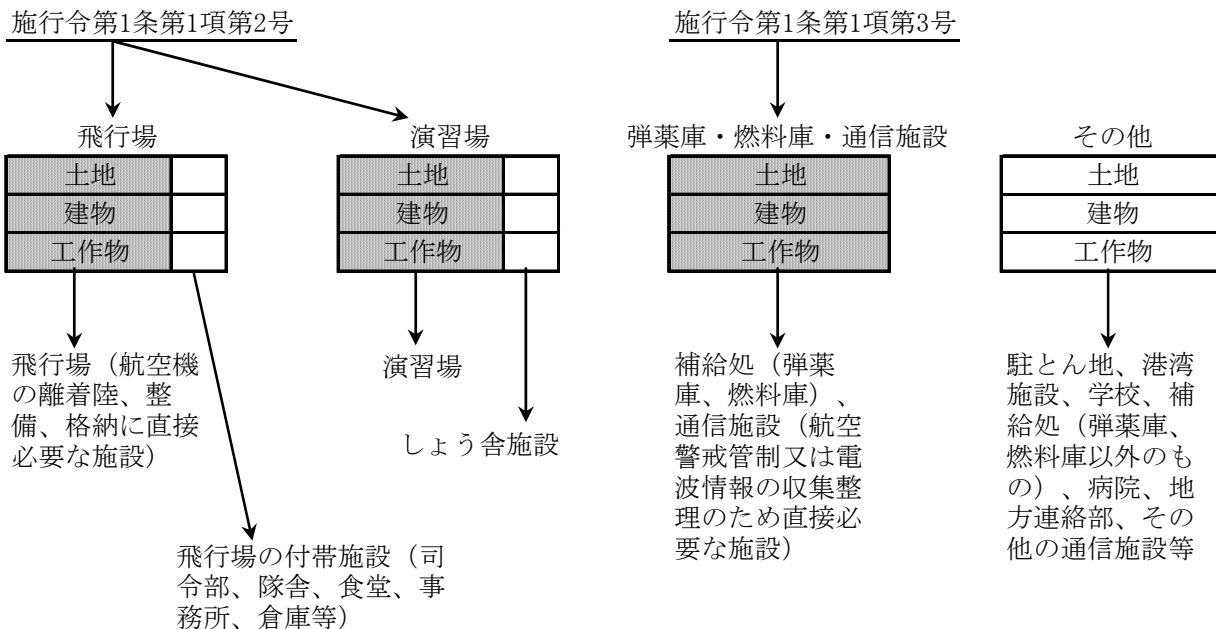 施行令第1条第1項第2号
施行令第1条第1項第3号
飛行場
土地
建物
工作物
演習場
土地
建物
工作物
弾薬庫・燃料庫・通信施設
土地
建物
工作物
その他
土地
建物
工作物
飛行場（航空機
の離着陸、整
備、格納に直接
必要な施設）
飛行場の付帯施設（司
令部、隊舎、食堂、事
務所、倉庫等）
演習場
しょう舎施設
補給処（弾薬
庫、燃料庫）、
通信施設（航空
警戒管制又は電
波情報の収集整
理のため直接必
要な施設）
駐とん地、港湾
施設、学校、補
給処（弾薬庫、
燃料庫以外のも
の）、病院、地
方連絡部、その
他の通信施設等